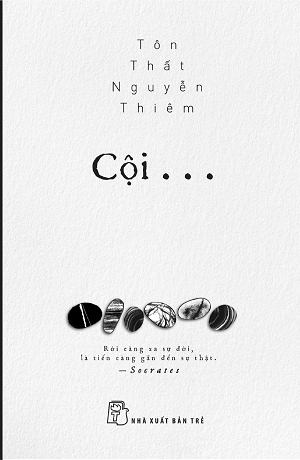 Tôn
Thất
Nguyễn
Thiêm
Cội . . .
Rời càng xa sự đời,
là tiến càng gần đến sự thật.
— Socrates
NHÀ XUẤT BẢN TRẺ